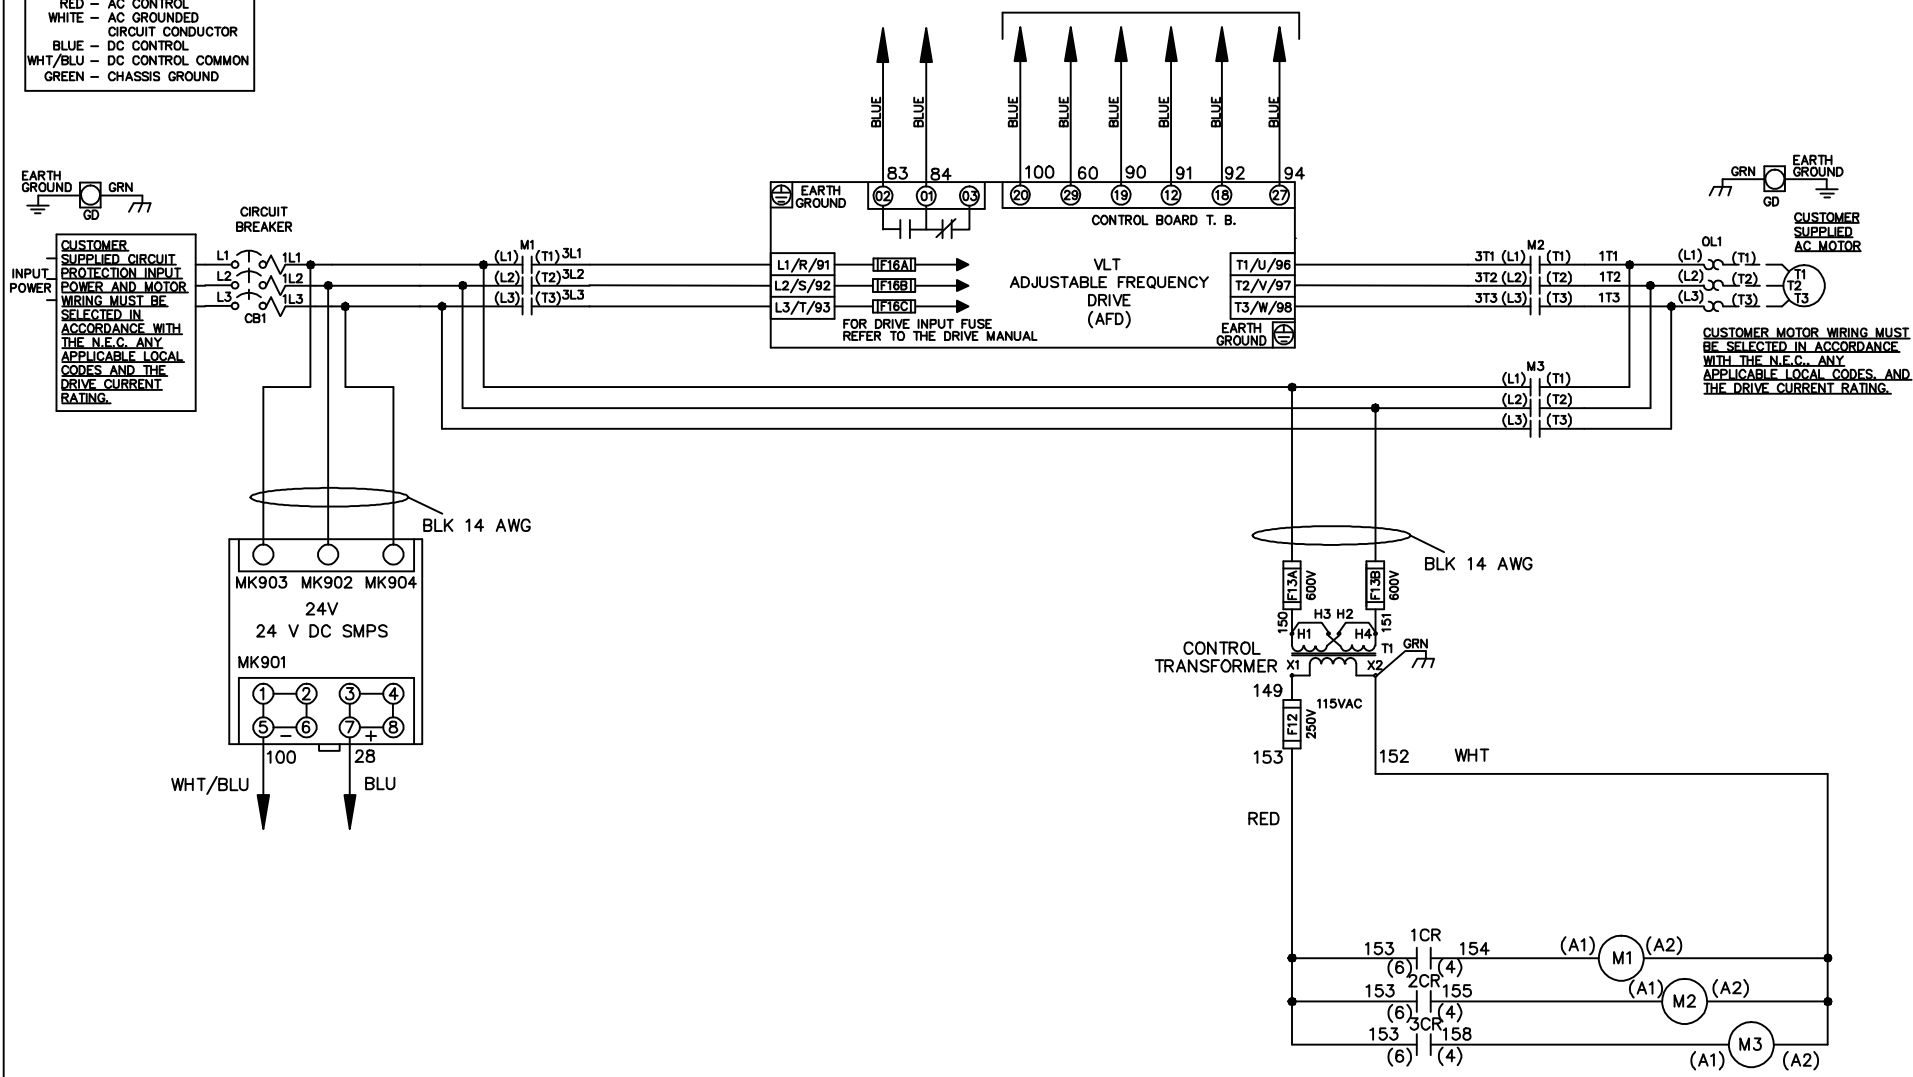 RED – AC CONTROL
WHITE – AC GROUNDED
CIRCUIT CONDUCTOR
BLUE – DC CONTROL
WHT/BLU – DC CONTROL COMMON
GREEN – CHASSIS GROUND
BLUE
BLUE
BLUE
BLUE
BLUE
BLUE
BLUE
BLUE
83
84
100
60
90
91
92
94
EARTH
GROUND
02
01
03
20
29
19
12
18
27
CONTROL BOARD T. B.
EARTH
GROUND
GRN
GD
CIRCUIT
BREAKER
INPUT
POWER
CUSTOMER
SUPPLIED CIRCUIT
PROTECTION INPUT
POWER AND MOTOR
WIRING MUST BE
SELECTED IN
ACCORDANCE WITH
THE N.E.C. ANY
APPLICABLE LOCAL
CODES AND THE
DRIVE CURRENT
RATING.
L1
1L1
L2
1L2
L3
1L3
CB1
M1
(L1) (T1) 3L1
(L2) (T2) 3L2
(L3) (T3) 3L3
L1/R/91
L2/S/92
L3/T/93
F16A
F16B
F16C
FOR DRIVE INPUT FUSE
REFER TO THE DRIVE MANUAL
VLT
ADJUSTABLE FREQUENCY
DRIVE
(AFD)
T1/U/96
T2/V/97
T3/W/98
EARTH
GROUND
M2
3T1 (L1) (T1) 1T1
3T2 (L2) (T2) 1T2
3T3 (L3) (T3) 1T3
OL1
(L1) (T1)
(L2) (T2)
(L3) (T3)
T1
T2
T3
GRN
EARTH
GROUND
GD
CUSTOMER
SUPPLIED
AC MOTOR
CUSTOMER MOTOR WIRING MUST
BE SELECTED IN ACCORDANCE
WITH THE N.E.C., ANY
APPLICABLE LOCAL CODES, AND
THE DRIVE CURRENT RATING.
M3
(L1) (T1)
(L2) (T2)
(L3) (T3)
BLK 14 AWG
MK903 MK902 MK904
24V
24 V DC SMPS
MK901
1 2 3 4
5 6 7 8
– +
100
28
WHT/BLU
BLU
BLK 14 AWG
F13A
600V
F13B
600V
150
151
H3 H2
H1
H4
T1
GRN
CONTROL
TRANSFORMER
X1
X2
149
115VAC
F12
250V
153
152
WHT
RED
1CR
153 154
(6) (4)
(A1) M1 (A2)
2CR
153 155
(6) (4)
(A1) M2 (A2)
3CR
153 158
(6) (4)
(A1) M3 (A2)